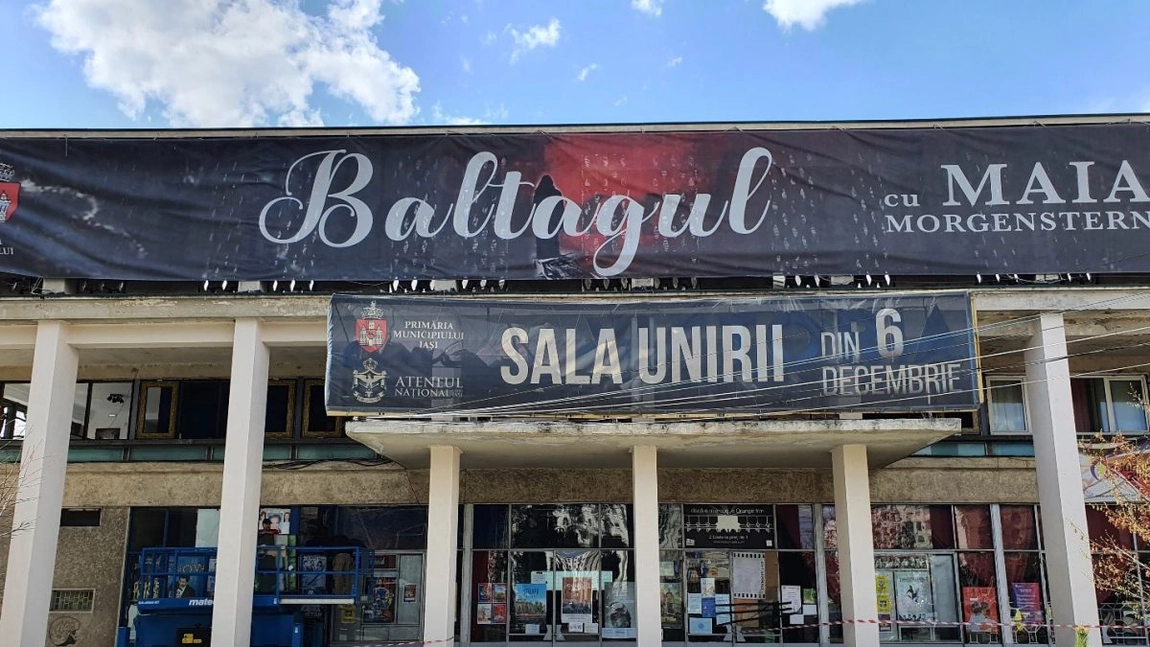 Baltagul
cu MAIA
MORGENSTERN
PRIMĂRIA
MUNICIPIULUI
IAȘI
ATENEUL
NAȚIONAL
SALA UNIRII
DIN 6
DECEMBRIE